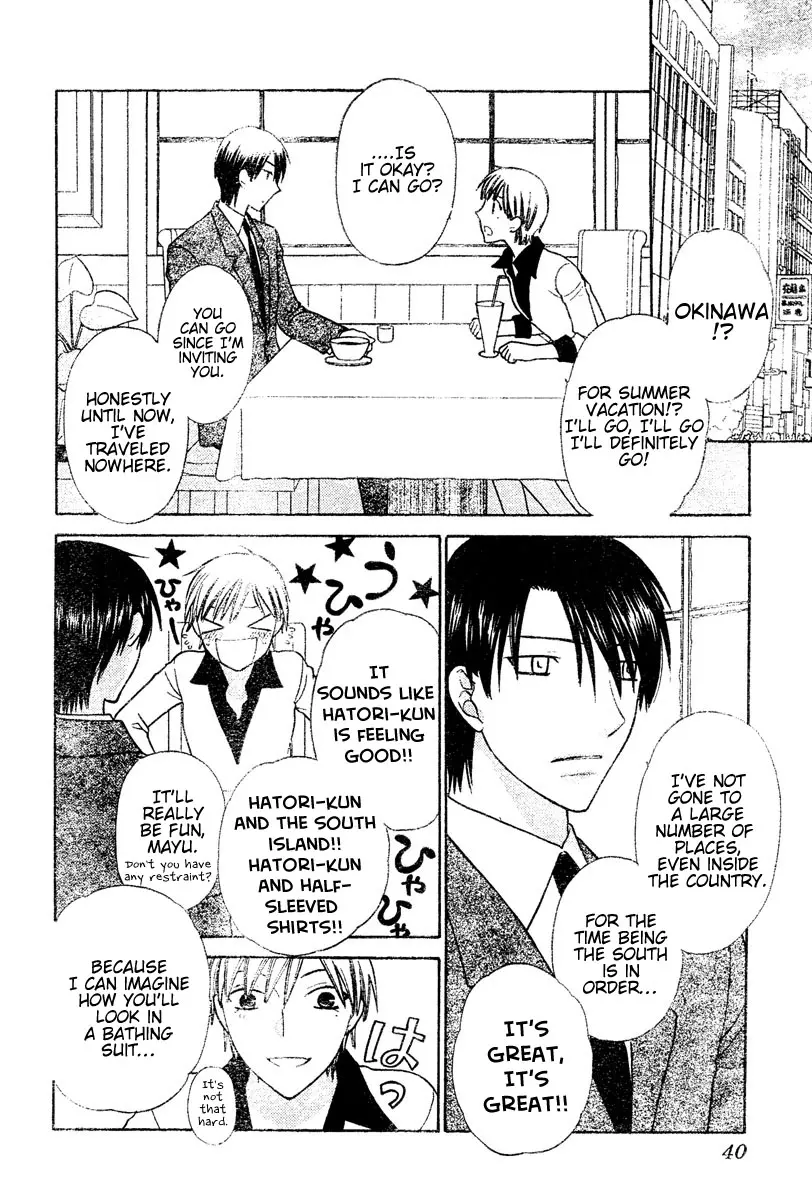 OKINAWA
!?
FOR SUMMER
VACATION!?
I'LL GO, I'LL GO
I'LL DEFINITELY
GO!
....IS
IT OKAY?
I CAN GO?
YOU
CAN GO
SINCE I'M
INVITING
YOU.
HONESTLY
UNTIL NOW,
I'VE
TRAVELED
NOWHERE.
I'VE NOT
GONE TO
A LARGE
NUMBER OF
PLACES,
EVEN INSIDE
THE COUNTRY.
FOR THE
TIME BEING
THE SOUTH
IS IN
ORDER...
IT'S
GREAT,
IT'S
GREAT!!
う
ひゃ
ひゃー
IT
SOUNDS LIKE
HATORI-KUN
IS FEELING
GOOD!!
HATORI-KUN
AND THE SOUTH
ISLAND!!
HATORI-KUN
AND HALF-
SLEEVED
SHIRTS!!
ひゃ
ひゃ
IT'LL
REALLY
BE FUN,
MAYU.
Don't you have
any restraint?
BECAUSE
I CAN IMAGINE
HOW YOU'LL
LOOK IN
A BATHING
SUIT...
はっ
It's
not
that
hard.
40